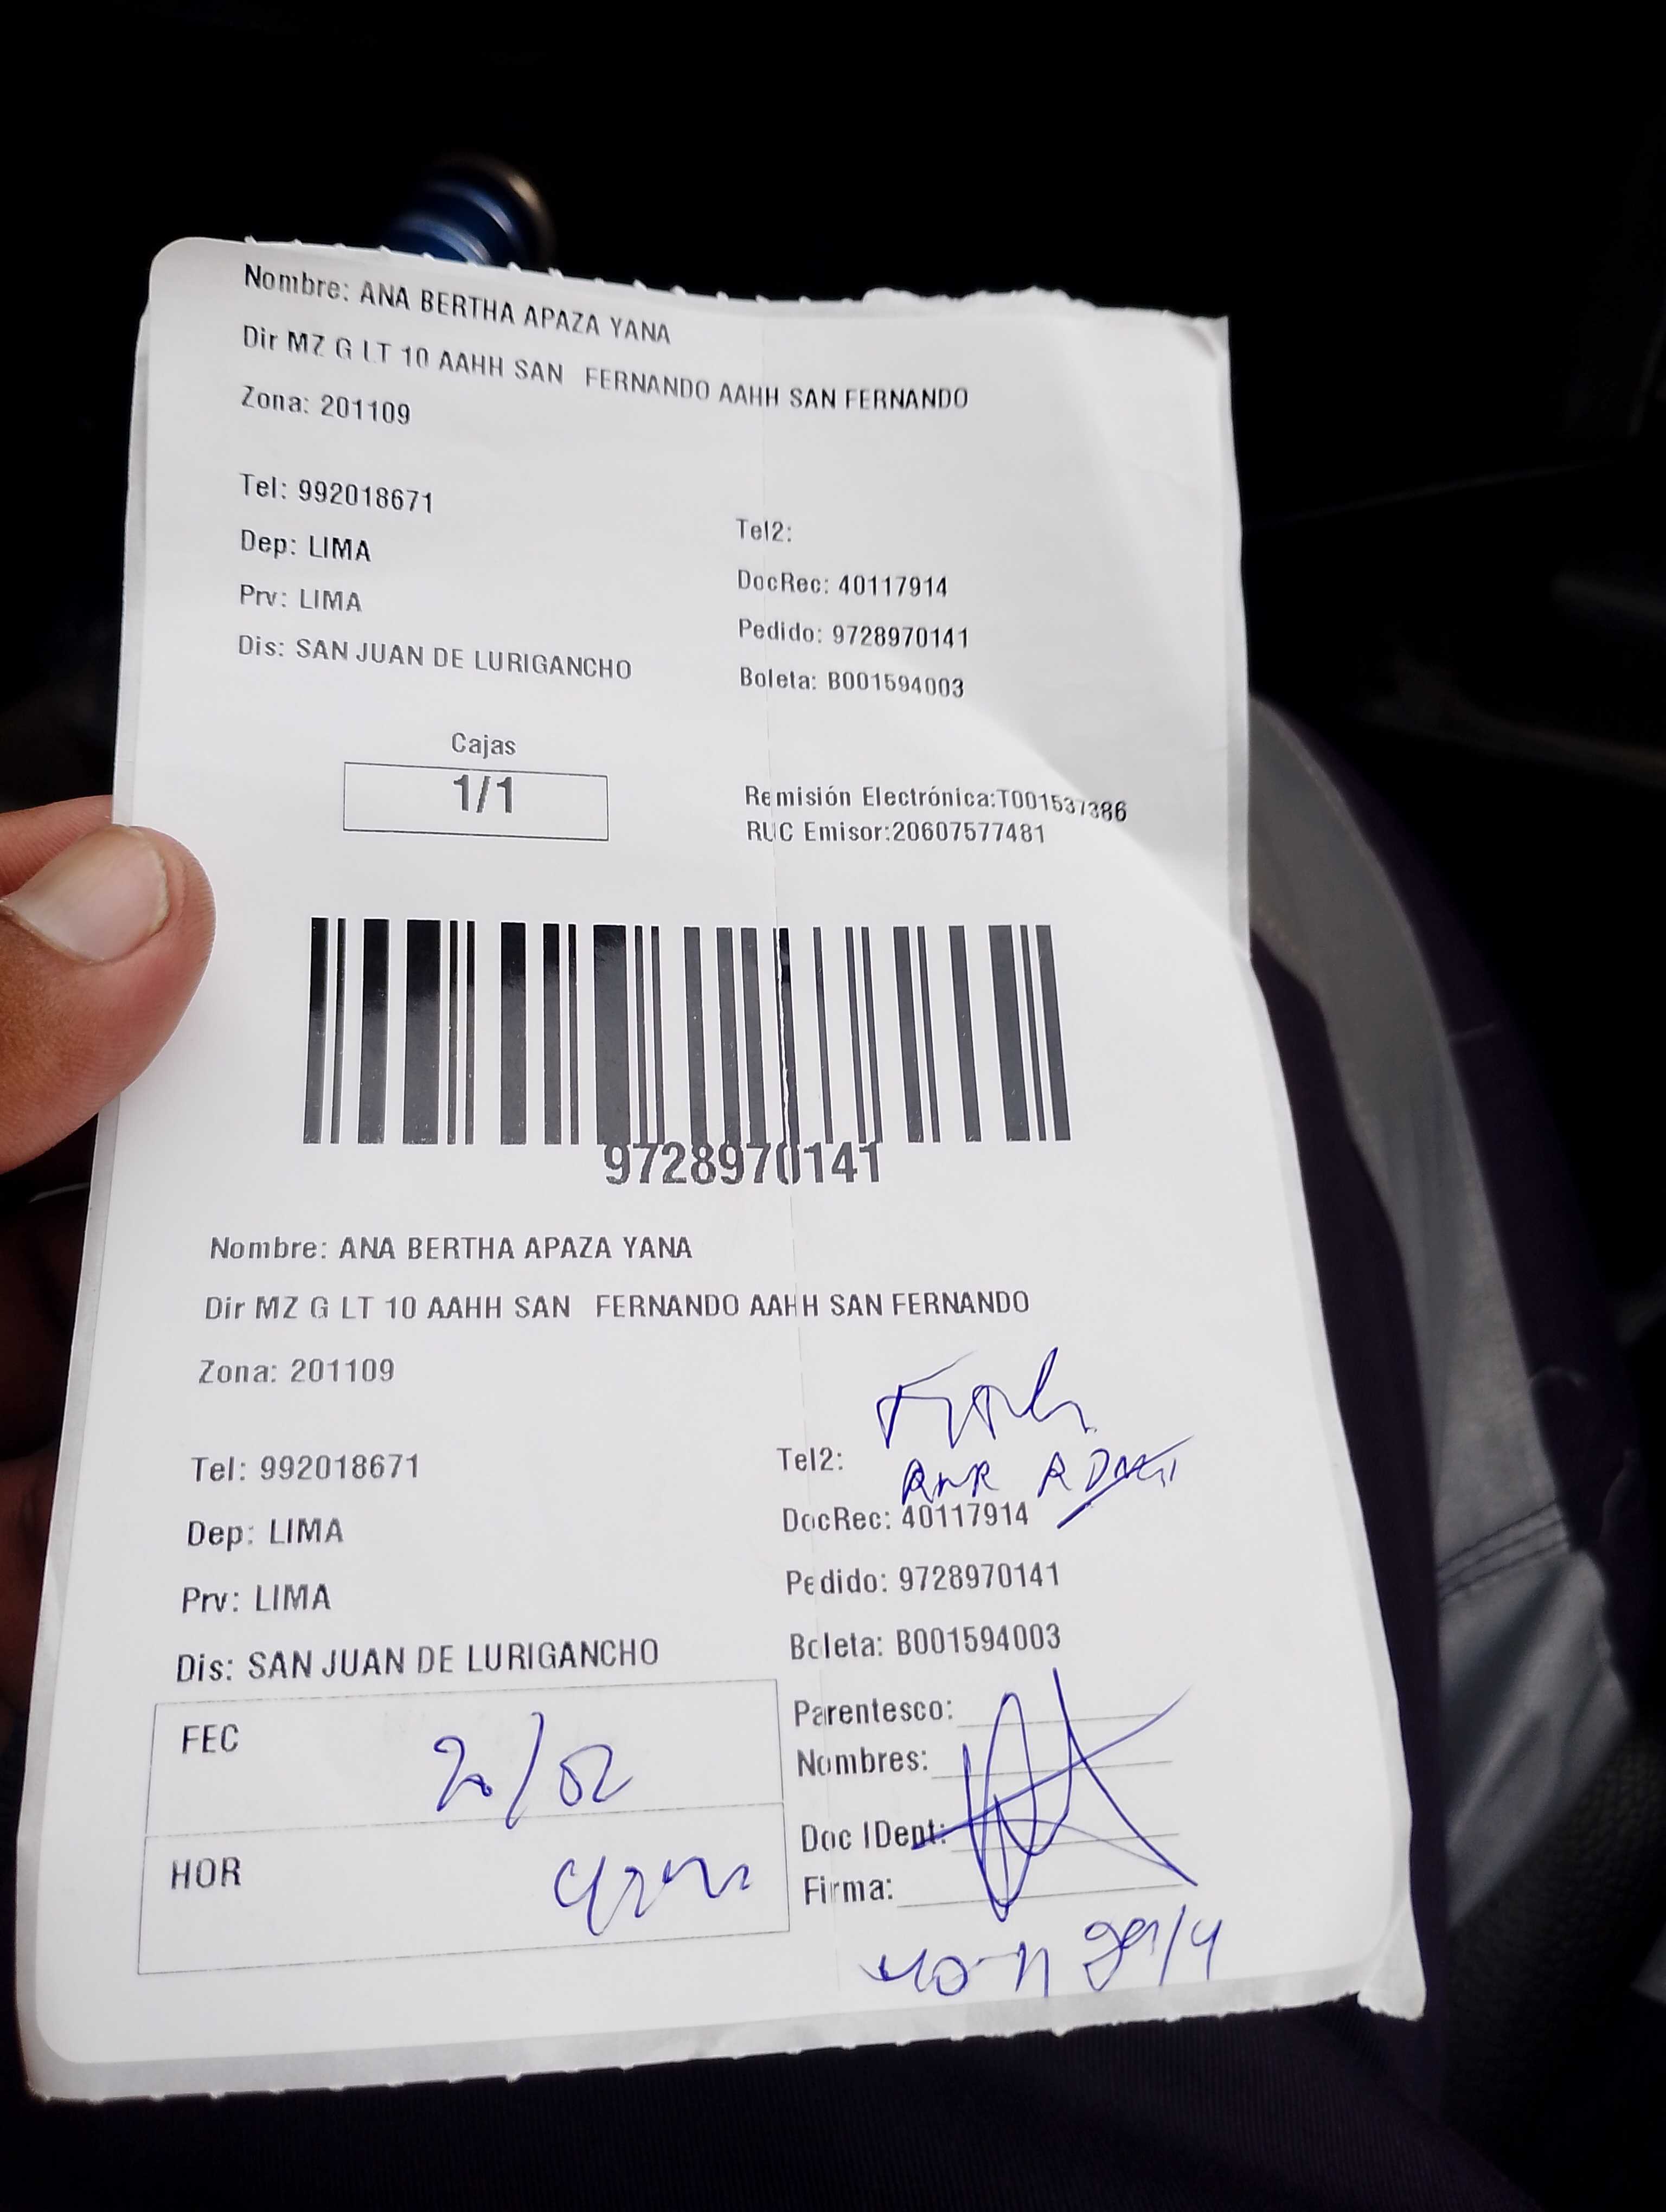 Nombre: ANA BERTHA APAZA YANA
Dir MZ G LT 10 AAHH SAN FERNANDO AAHH SAN FERNANDO
Zona: 201109
Tel: 992018671
Tel2:
Dep: LIMA
DocRec: 40117914
Prv: LIMA
Pedido: 9728970141
Dis: SAN JUAN DE LURIGANCHO
Boleta: B001594003
Cajas
1/1
Remisión Electrónica:T001537386
RUC Emisor:20607577481
9728970141
Nombre: ANA BERTHA APAZA YANA
Dir MZ G LT 10 AAHH SAN FERNANDO AAHH SAN FERNANDO
Zona: 201109
Tel: 992018671
Tel2:
Dep: LIMA
DocRec: 40117914
Prv: LIMA
Pedido: 9728970141
Dis: SAN JUAN DE LURIGANCHO
Boleta: B001594003
FEC
Parentesco:
Nombres:
HOR
Doc IDent:
Firma: